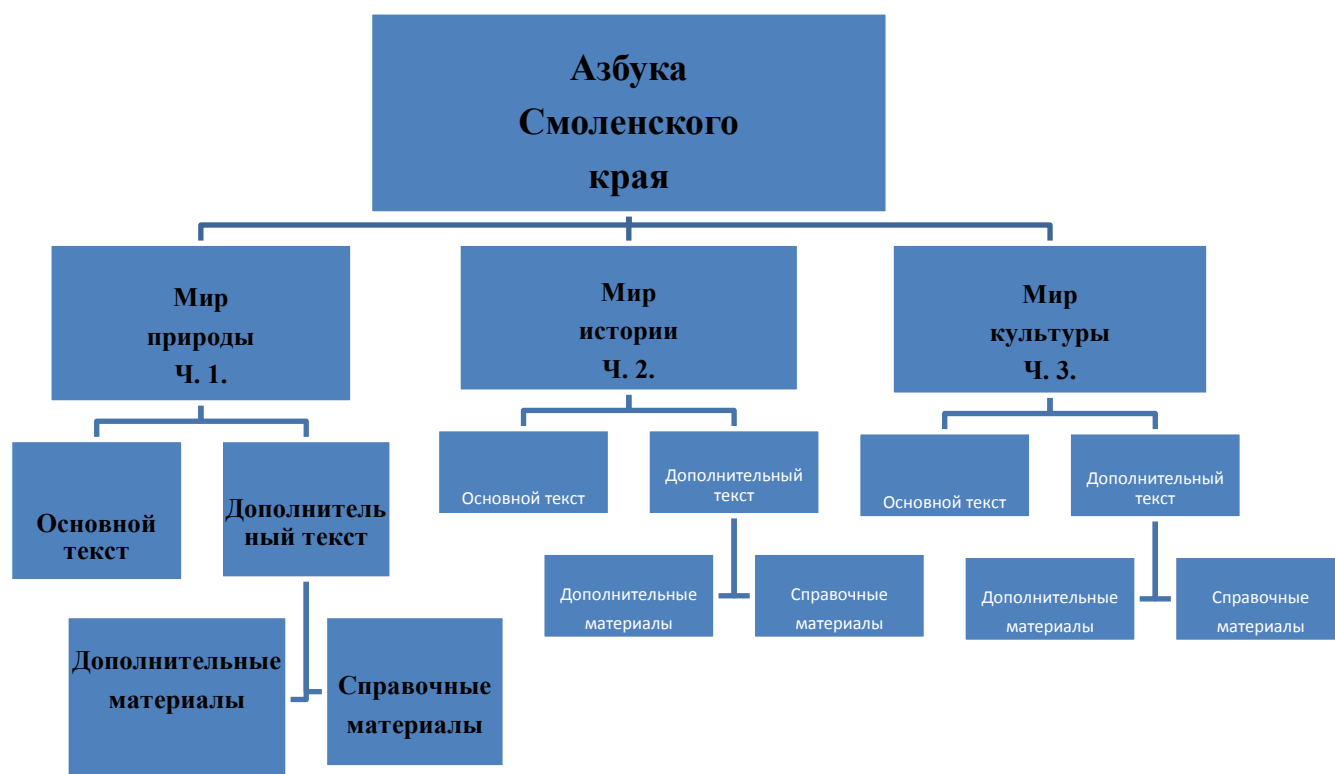 Азбука
Смоленского
края
Мир
природы
Ч. 1.
Мир
истории
Ч. 2.
Мир
культуры
Ч. 3.
Основной
текст
Дополнитель
ный текст
Основной текст
Дополнительный
текст
Основной текст
Дополнительный
текст
Дополнительные
материалы
Справочные
материалы
Дополнительные
материалы
Справочные
материалы
Дополнительные
материалы
Справочные
материалы